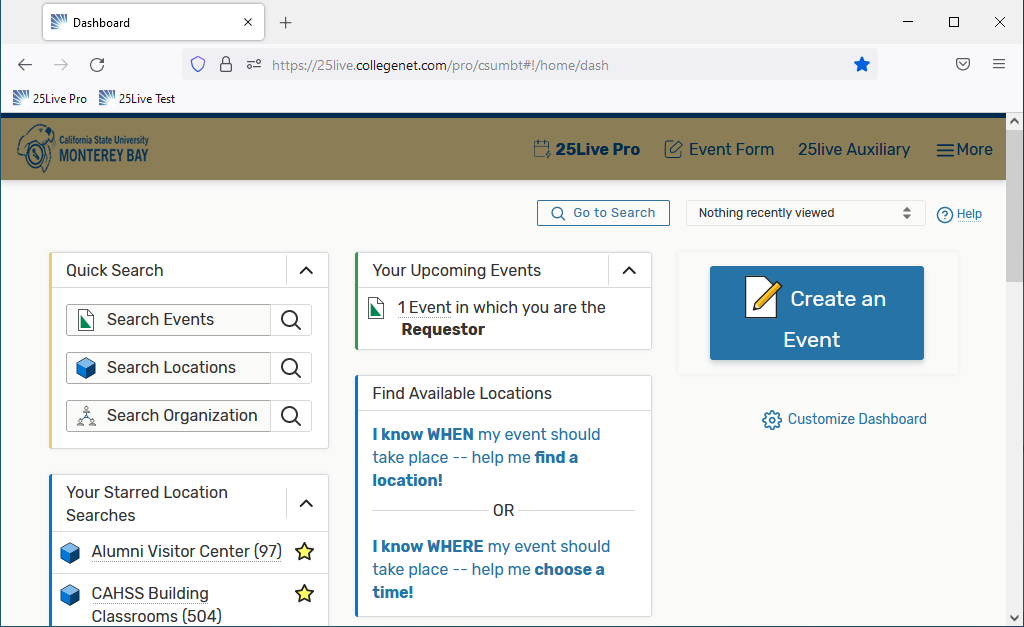 Dashboard
https://25live.collegenet.com/pro/csumbt#!/home/dash
25Live Pro
25Live Test
California State University
MONTEREY BAY
25Live Pro
Event Form
25live Auxiliary
More
Go to Search
Nothing recently viewed
Help
Quick Search
Search Events
Search Locations
Search Organization
Your Starred Location
Searches
Alumni Visitor Center (97)
CAHSS Building
Classrooms (504)
Your Upcoming Events
1 Event in which you are the
Requestor
Find Available Locations
I know WHEN my event should
take place -- help me find a
location!
OR
I know WHERE my event should
take place -- help me choose a
time!
Create an
Event
Customize Dashboard